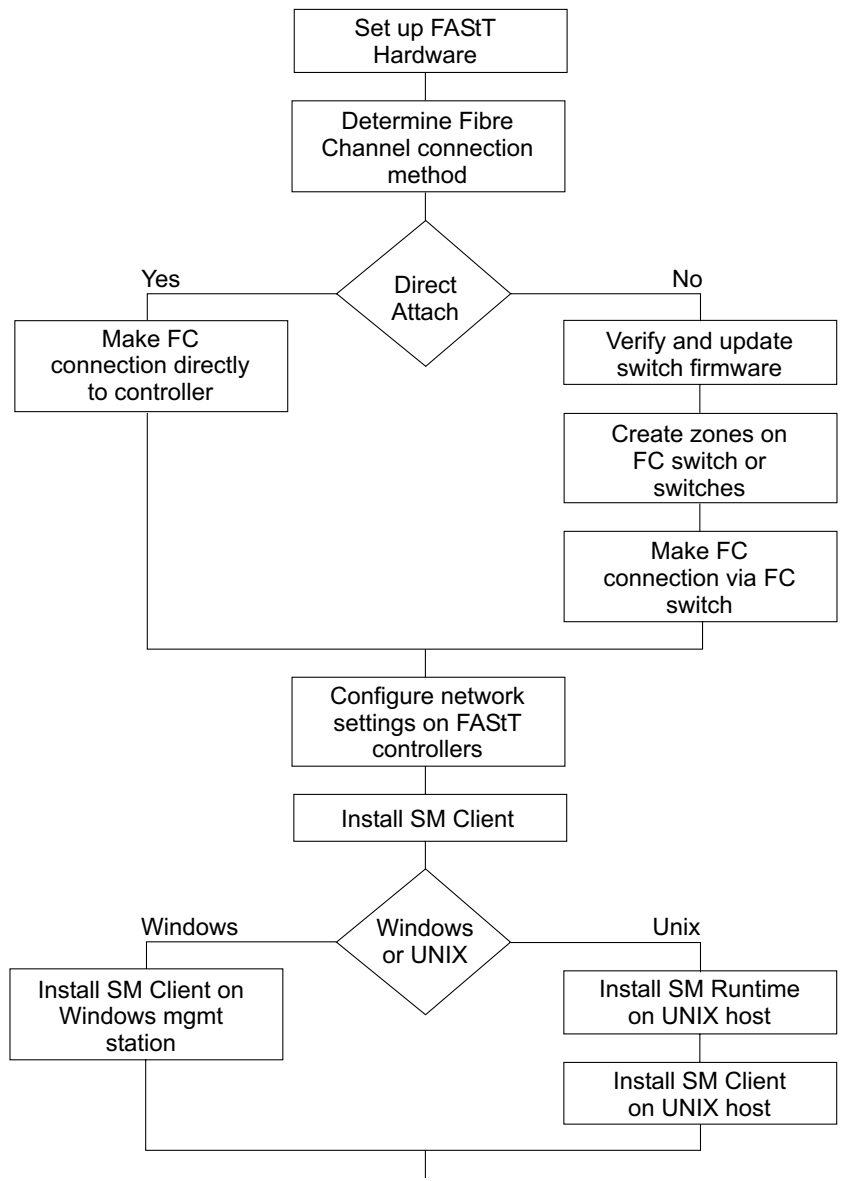 Set up FAStT
Hardware
Determine Fibre
Channel connection
method
Direct
Attach
Yes
No
Make FC
connection directly
to controller
Verify and update
switch firmware
Create zones on
FC switch or
switches
Make FC
connection via FC
switch
Configure network
settings on FAStT
controllers
Install SM Client
Windows
or UNIX
Windows
Unix
Install SM Client on
Windows mgmt
station
Install SM Runtime
on UNIX host
Install SM Client
on UNIX host